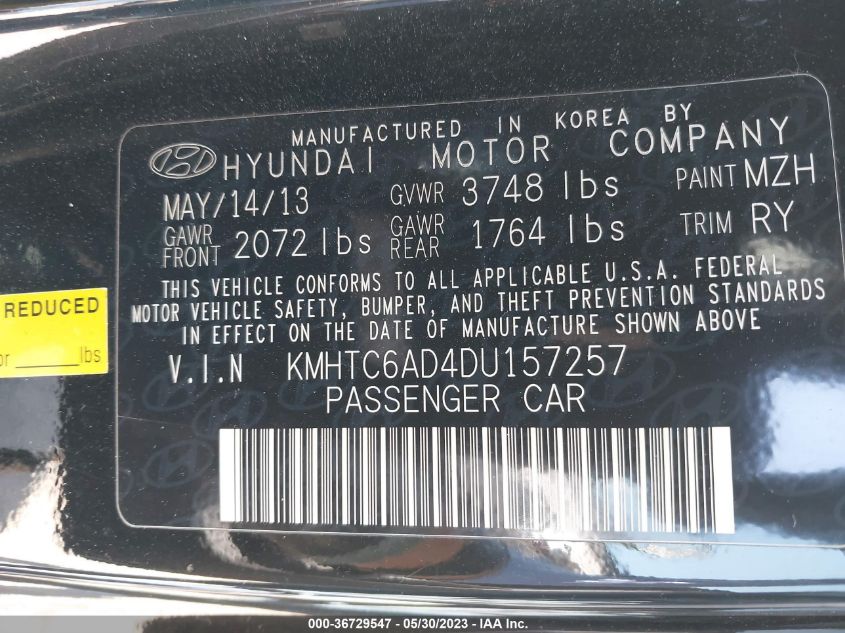 MANUFACTURED IN KOREA BY
HYUNDAI MOTOR COMPANY
MAY/14/13 GVWR 3748 lbs PAINT MZH
GAWR FRONT 2072 lbs GAWR REAR 1764 lbs TRIM RY
THIS VEHICLE CONFORMS TO ALL APPLICABLE U.S.A. FEDERAL
MOTOR VEHICLE SAFETY, BUMPER, AND THEFT PREVENTION STANDARDS
IN EFFECT ON THE DATE OF MANUFACTURE SHOWN ABOVE
V.I.N KMHTC6AD4DU157257
PASSENGER CAR
REDUCED
or ______lbs
000-36729547 - 05/30/2023 - IAA Inc.